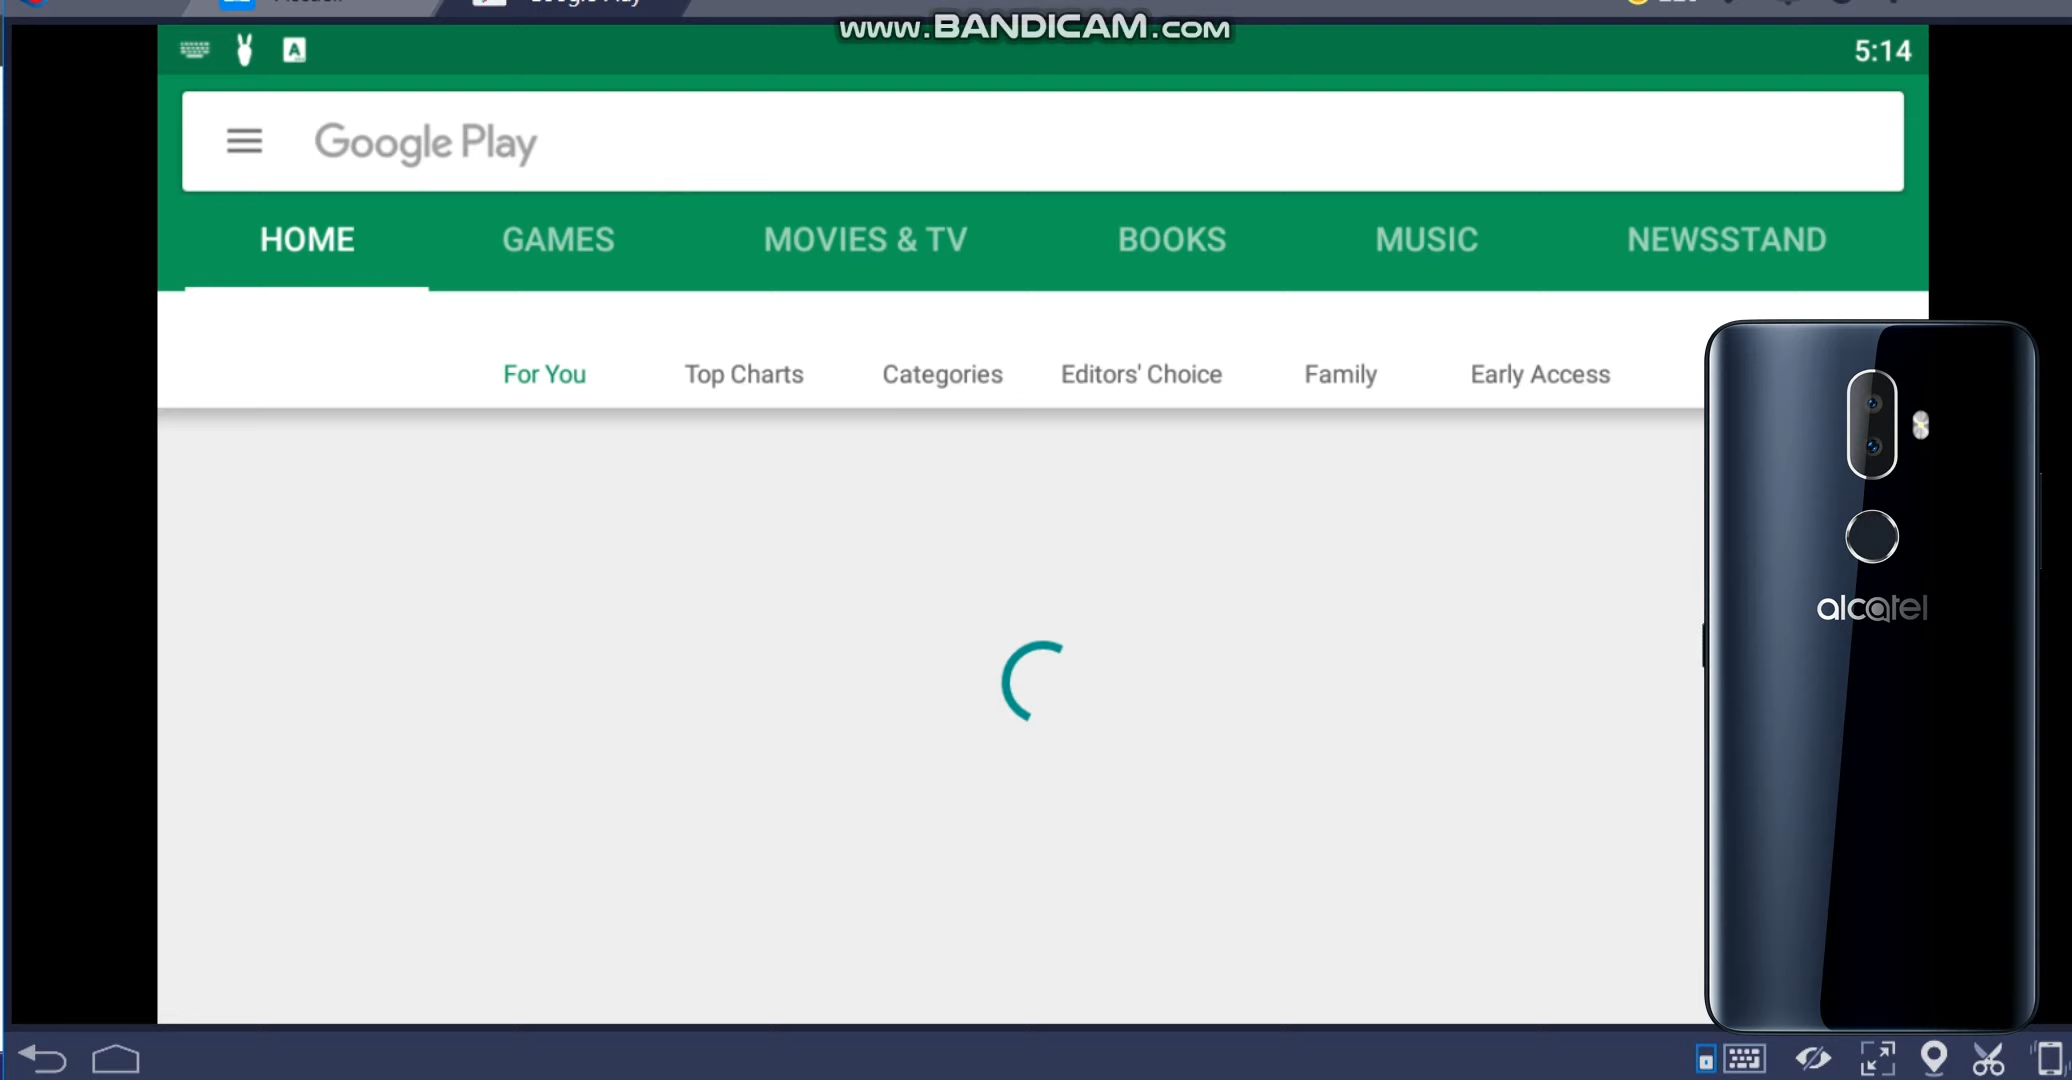 www.BANDICAM.com
5:14
Google Play
HOME GAMES MOVIES & TV BOOKS MUSIC NEWSSTAND
For You Top Charts Categories Editors' Choice Family Early Access
alcatel